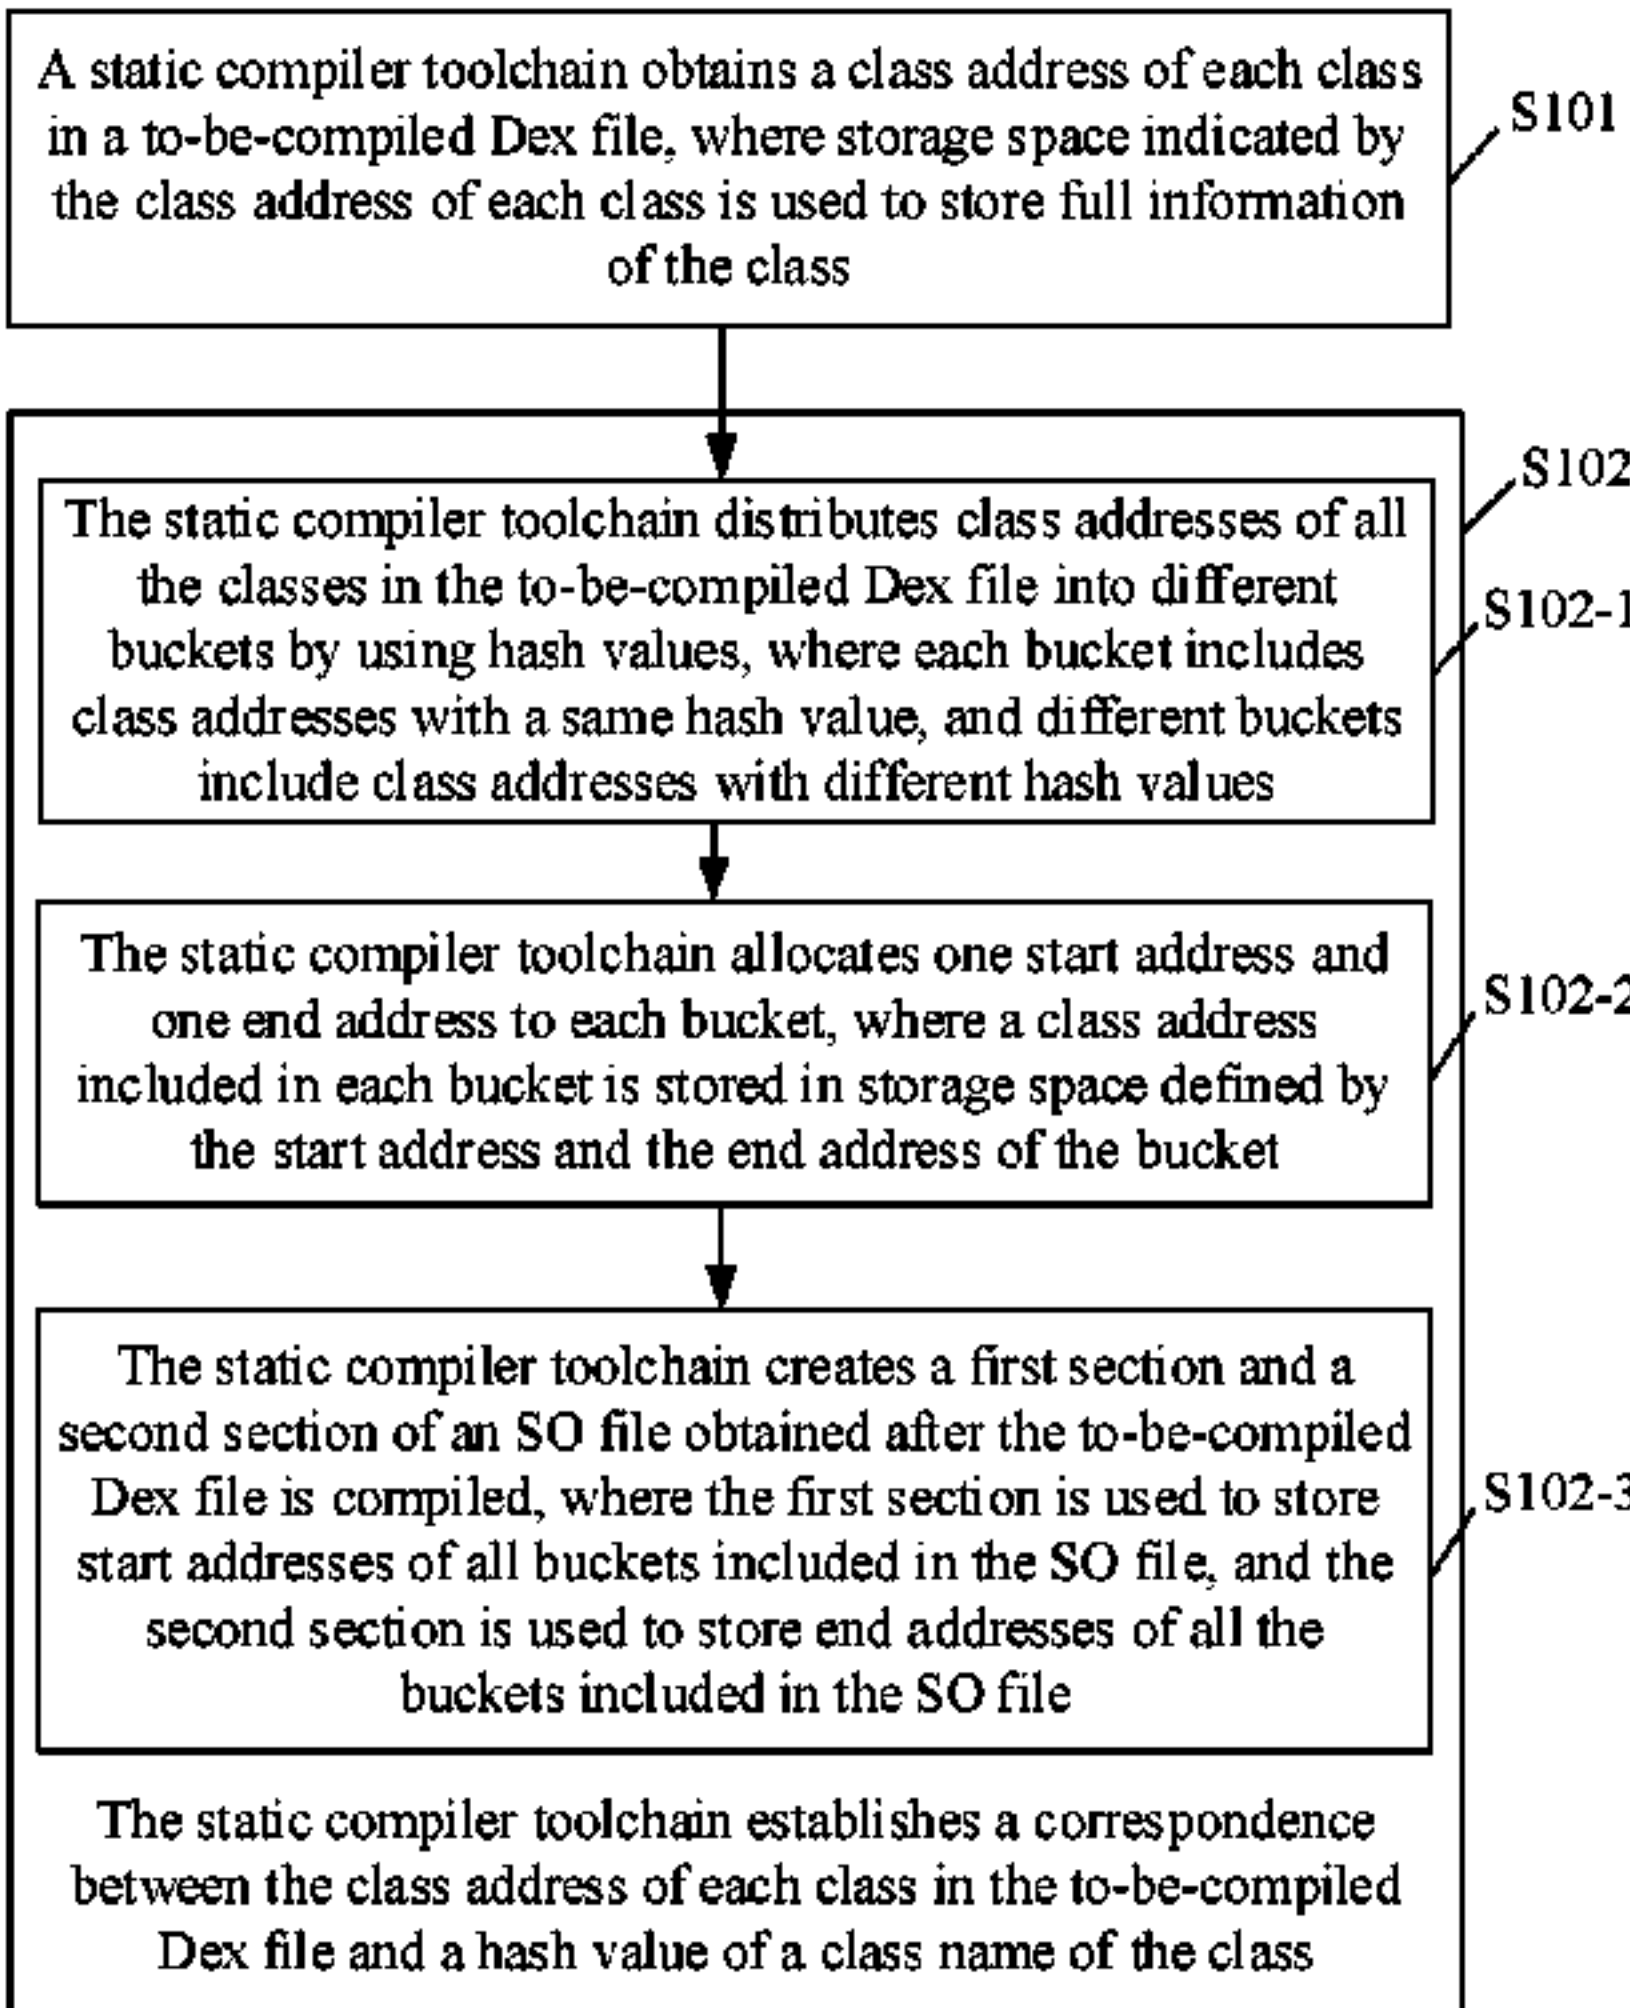 A static compiler toolchain obtains a class address of each class
in a to-be-compiled Dex file, where storage space indicated by
the class address of each class is used to store full information
of the class
S101
S102
The static compiler toolchain distributes class addresses of all
the classes in the to-be-compiled Dex file into different
buckets by using hash values, where each bucket includes
class addresses with a same hash value, and different buckets
include class addresses with different hash values
S102-1
The static compiler toolchain allocates one start address and
one end address to each bucket, where a class address
included in each bucket is stored in storage space defined by
the start address and the end address of the bucket
S102-2
The static compiler toolchain creates a first section and a
second section of an SO file obtained after the to-be-compiled
Dex file is compiled, where the first section is used to store
start addresses of all buckets included in the SO file, and the
second section is used to store end addresses of all the
buckets included in the SO file
S102-3
The static compiler toolchain establishes a correspondence
between the class address of each class in the to-be-compiled
Dex file and a hash value of a class name of the class